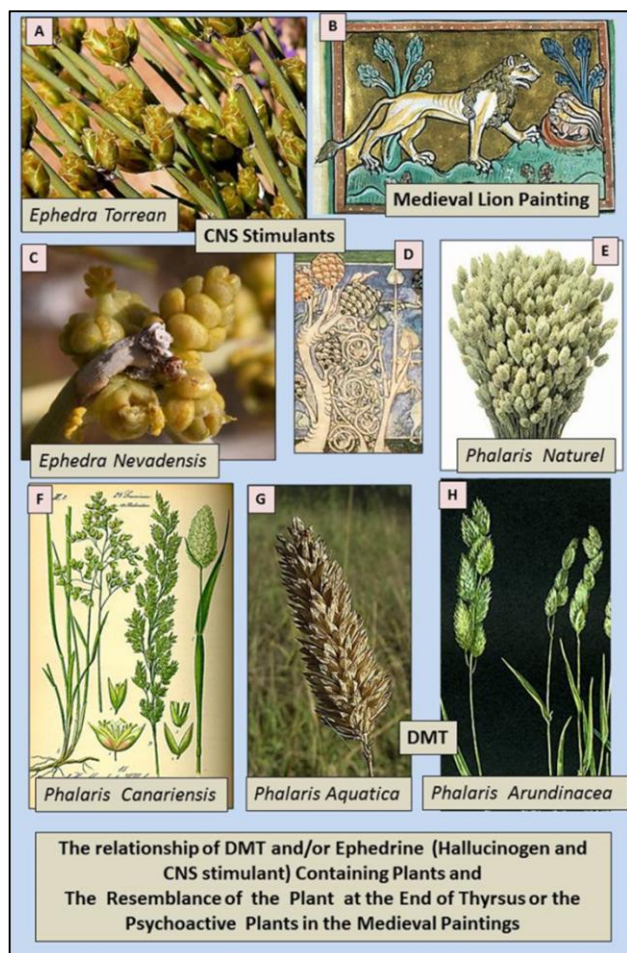 A
B
Ephedra Torrean
Medieval Lion Painting
CNS Stimulants
C
D
E
Ephedra Nevadensis
Phalaris Naturel
F
G
H
DMT
Phalaris Canariensis
Phalaris Aquatica
Phalaris Arundinacea
The relationship of DMT and/or Ephedrine (Hallucinogen and
CNS stimulant) Containing Plants and
The Resemblance of the Plant at the End of Thyrsus or the
Psychoactive Plants in the Medieval Paintings